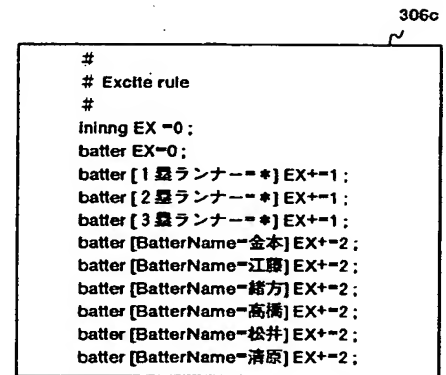 306c
#
# Excite rule
#
ininng EX =0 ;
batter EX=0 ;
batter [1塁ランナー=*] EX+=1 ;
batter [2塁ランナー=*] EX+=1 ;
batter [3塁ランナー=*] EX+=1 ;
batter [BatterName=金本] EX+=2 ;
batter [BatterName=江藤] EX+=2 ;
batter [BatterName=緒方] EX+=2 ;
batter [BatterName=高橋] EX+=2 ;
batter [BatterName=松井] EX+=2 ;
batter [BatterName=清原] EX+=2 ;